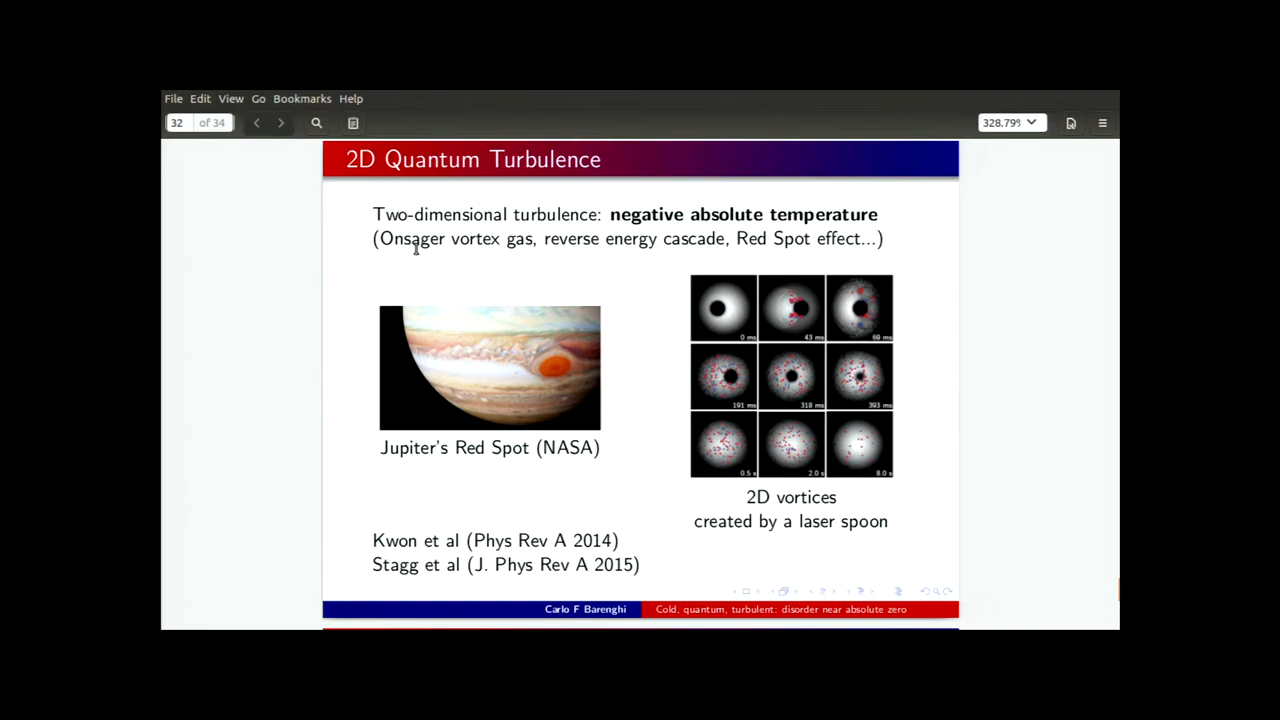 File Edit View Go Bookmarks Help
32 of 34
328.79%
2D Quantum Turbulence
Two-dimensional turbulence: negative absolute temperature
(Onsager vortex gas, reverse energy cascade, Red Spot effect...)
0 ms 43 ms 69 ms
191 ms 318 ms 393 ms
0.5 s 2.0 s 8.0 s
Jupiter's Red Spot (NASA)
2D vortices
created by a laser spoon
Kwon et al (Phys Rev A 2014)
Stagg et al (J. Phys Rev A 2015)
Carlo F Barenghi Cold, quantum, turbulent: disorder near absolute zero